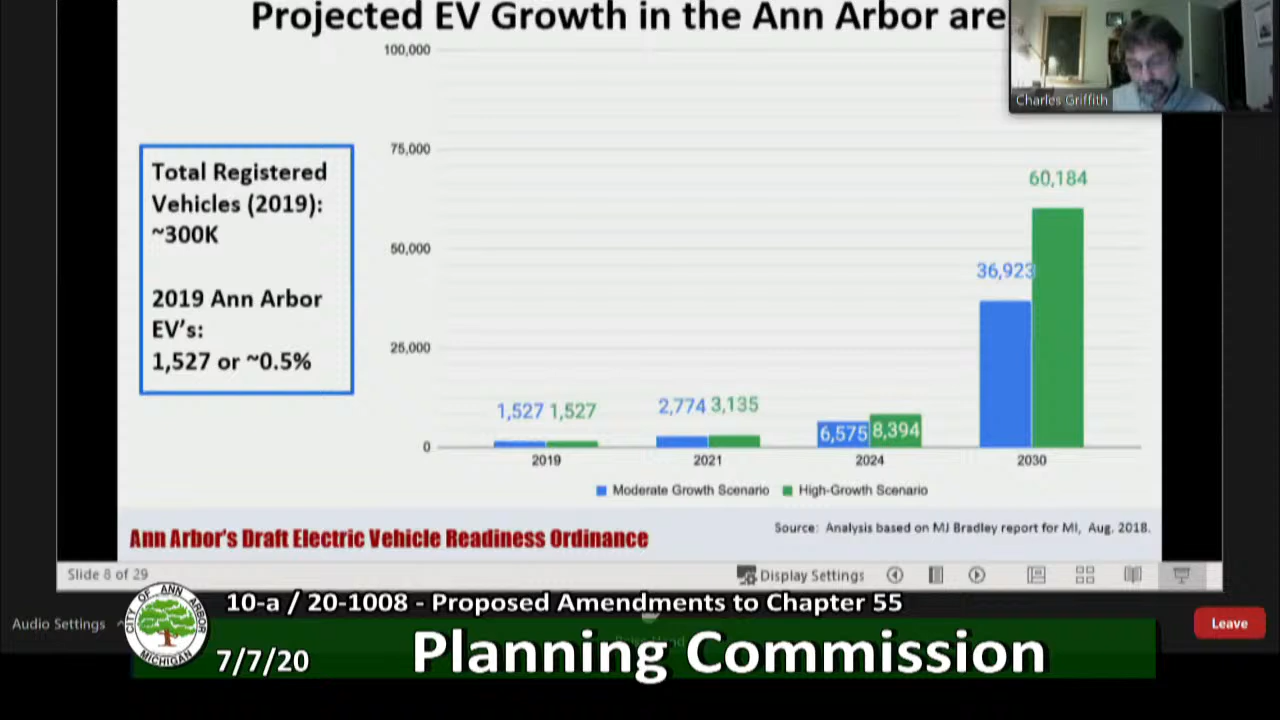 Projected EV Growth in the Ann Arbor are
Charles Griffith
100,000
75,000
50,000
25,000
0
Total Registered
Vehicles (2019):
~300K
2019 Ann Arbor
EV's:
1,527 or ~0.5%
1,527 1,527
2,774 3,135
6,575 8,394
36,923
60,184
2019 2021 2024 2030
Moderate Growth Scenario High-Growth Scenario
Source: Analysis based on MJ Bradley report for MI, Aug. 2018.
Ann Arbor's Draft Electric Vehicle Readiness Ordinance
Slide 8 of 29
Display Settings
Audio Settings
Leave
CITY OF ANN ARBOR
MICHIGAN
10-a / 20-1008 - Proposed Amendments to Chapter 55
7/7/20
Planning Commission